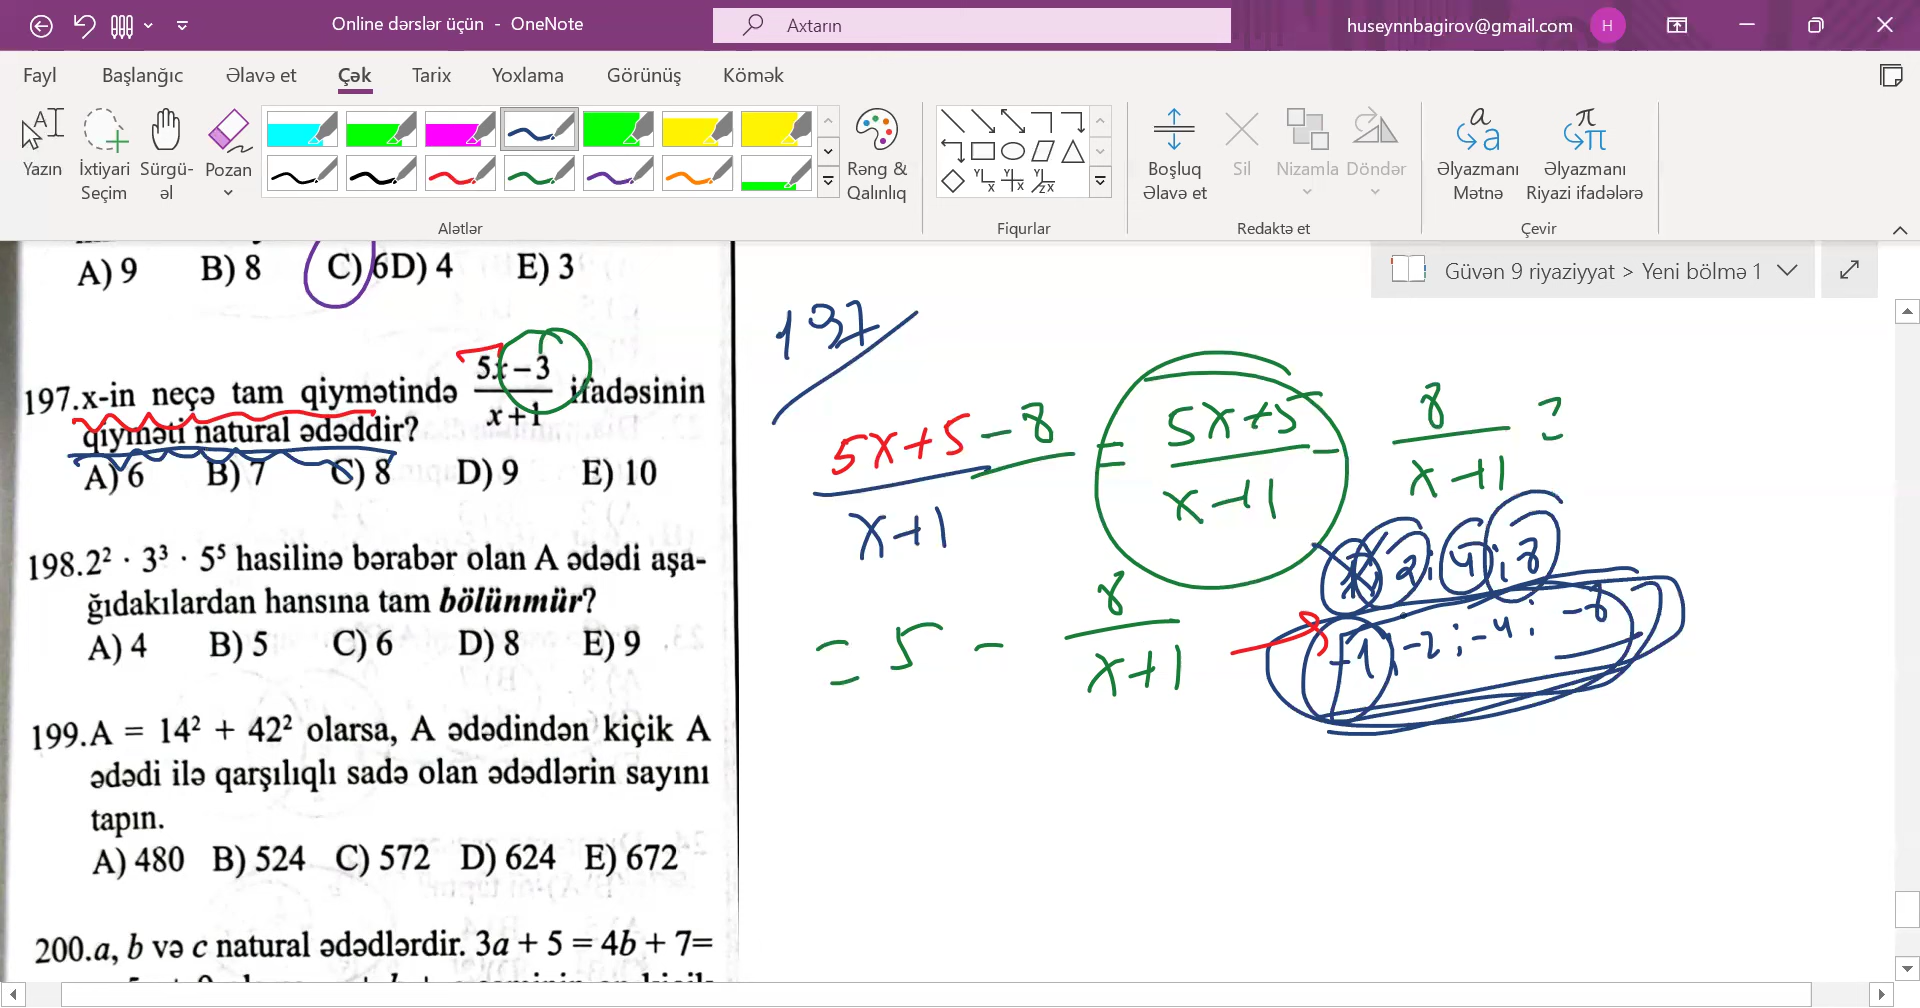 Online dərslər üçün - OneNote
Axtarın
huseynnbagirov@gmail.com
H
Fayl Başlanğıc Əlavə et Çək Tarix Yoxlama Görünüş Kömək
Yazın
İxtiyari Seçim
Sürgü-əl
Pozan
Rəng & Qalınlıq
Boşluq Əlavə et
Sil
Nizamla
Döndər
Əlyazmanı Mətnə
Əlyazmanı Riyazi ifadələrə
Alətlər
Fiqurlar
Redaktə et
Çevir
Güvən 9 riyaziyyat > Yeni bölmə 1
A) 9 B) 8 C) 6 D) 4 E) 3
197. x-in neçə tam qiymətində (5x – 3)/(x+1) ifadəsinin
qiyməti natural ədəddir?
A) 6 B) 7 C) 8 D) 9 E) 10
198. 2² · 3³ · 5⁵ hasilinə bərabər olan A ədədi aşa-
ğıdakılardan hansına tam bölünmür?
A) 4 B) 5 C) 6 D) 8 E) 9
199. A = 14² + 42² olarsa, A ədədindən kiçik A
ədədi ilə qarşılıqlı sadə olan ədədlərin sayını
tapın.
A) 480 B) 524 C) 572 D) 624 E) 672
200. a, b və c natural ədədlərdir. 3a + 5 = 4b + 7=
197
(5x+5-8)/(x+1) = (5x+5)/(x+1) - 8/(x+1) =
= 5 - 8/(x+1)
1; 2; 4; 8
-1; -2; -4; -8